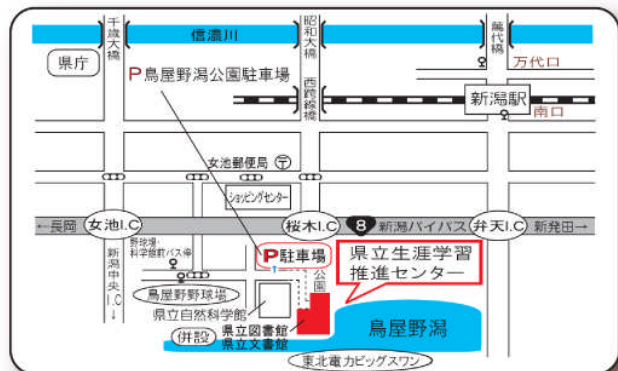 千歳大橋
信濃川
昭和大橋
萬代橋
県庁
P鳥屋野潟公園駐車場
西跨線橋
万代口
新潟駅
南口
女池郵便局
ショッピングセンター
←長岡
女池I.C
桜木I.C
8
新潟バイパス
弁天I.C
新発田→
新潟中央I.C↓
野球場・
科学館前バス停
P駐車場
公園
県立生涯学習
推進センター
鳥屋野野球場
県立自然科学館
併設
県立図書館
県立文書館
鳥屋野潟
東北電力ビッグスワン